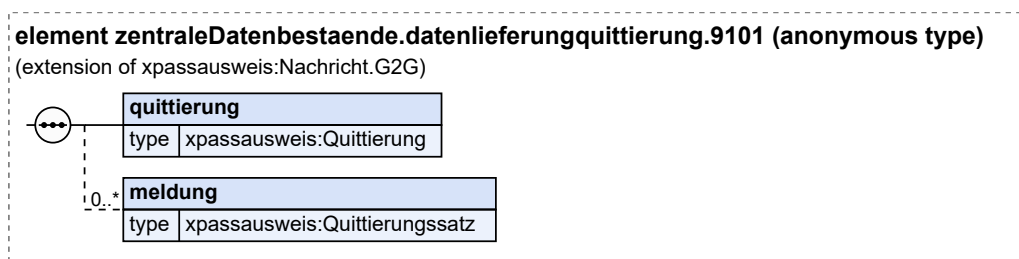 element zentraleDatenbestaende.datenlieferungquittierung.9101 (anonymous type)
(extension of xpassausweis:Nachricht.G2G)
quittierung
type xpassausweis:Quittierung
0..* meldung
type xpassausweis:Quittierungssatz